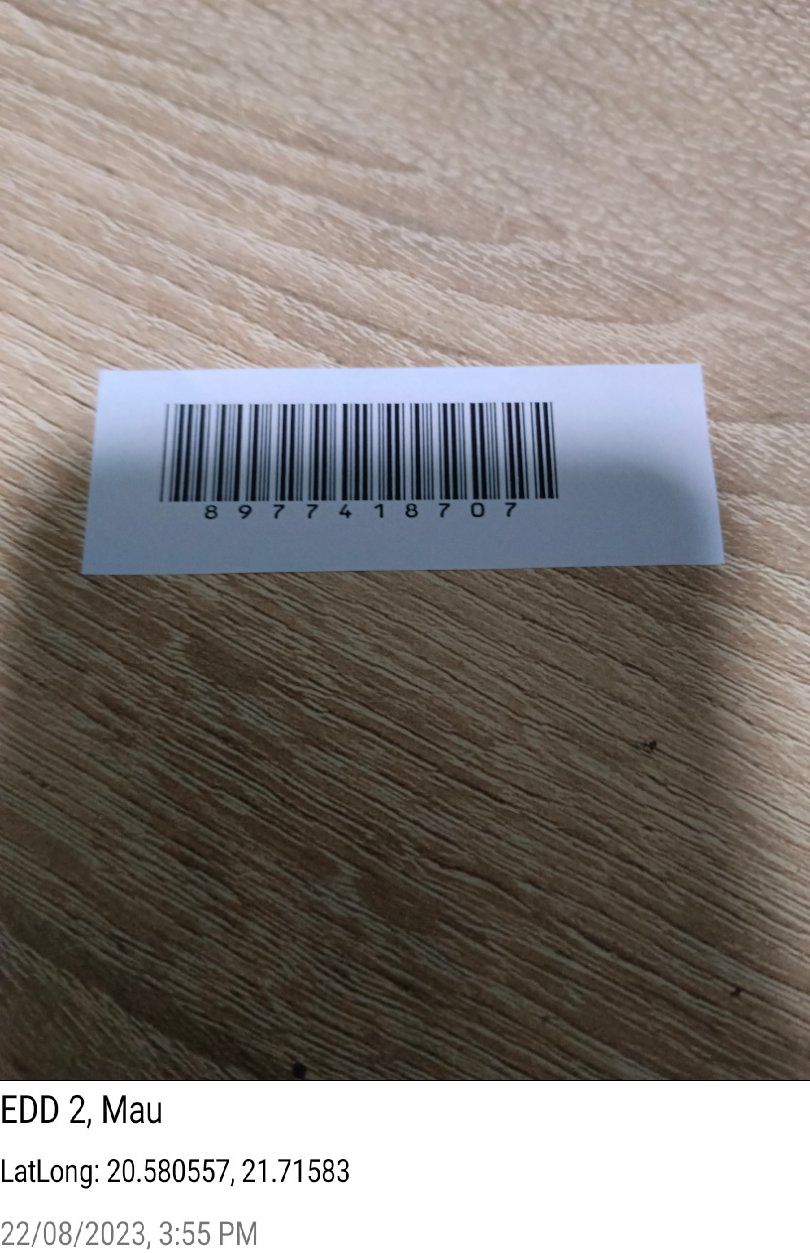 8977418707
EDD 2, Mau
LatLong: 20.580557, 21.71583
22/08/2023, 3:55 PM